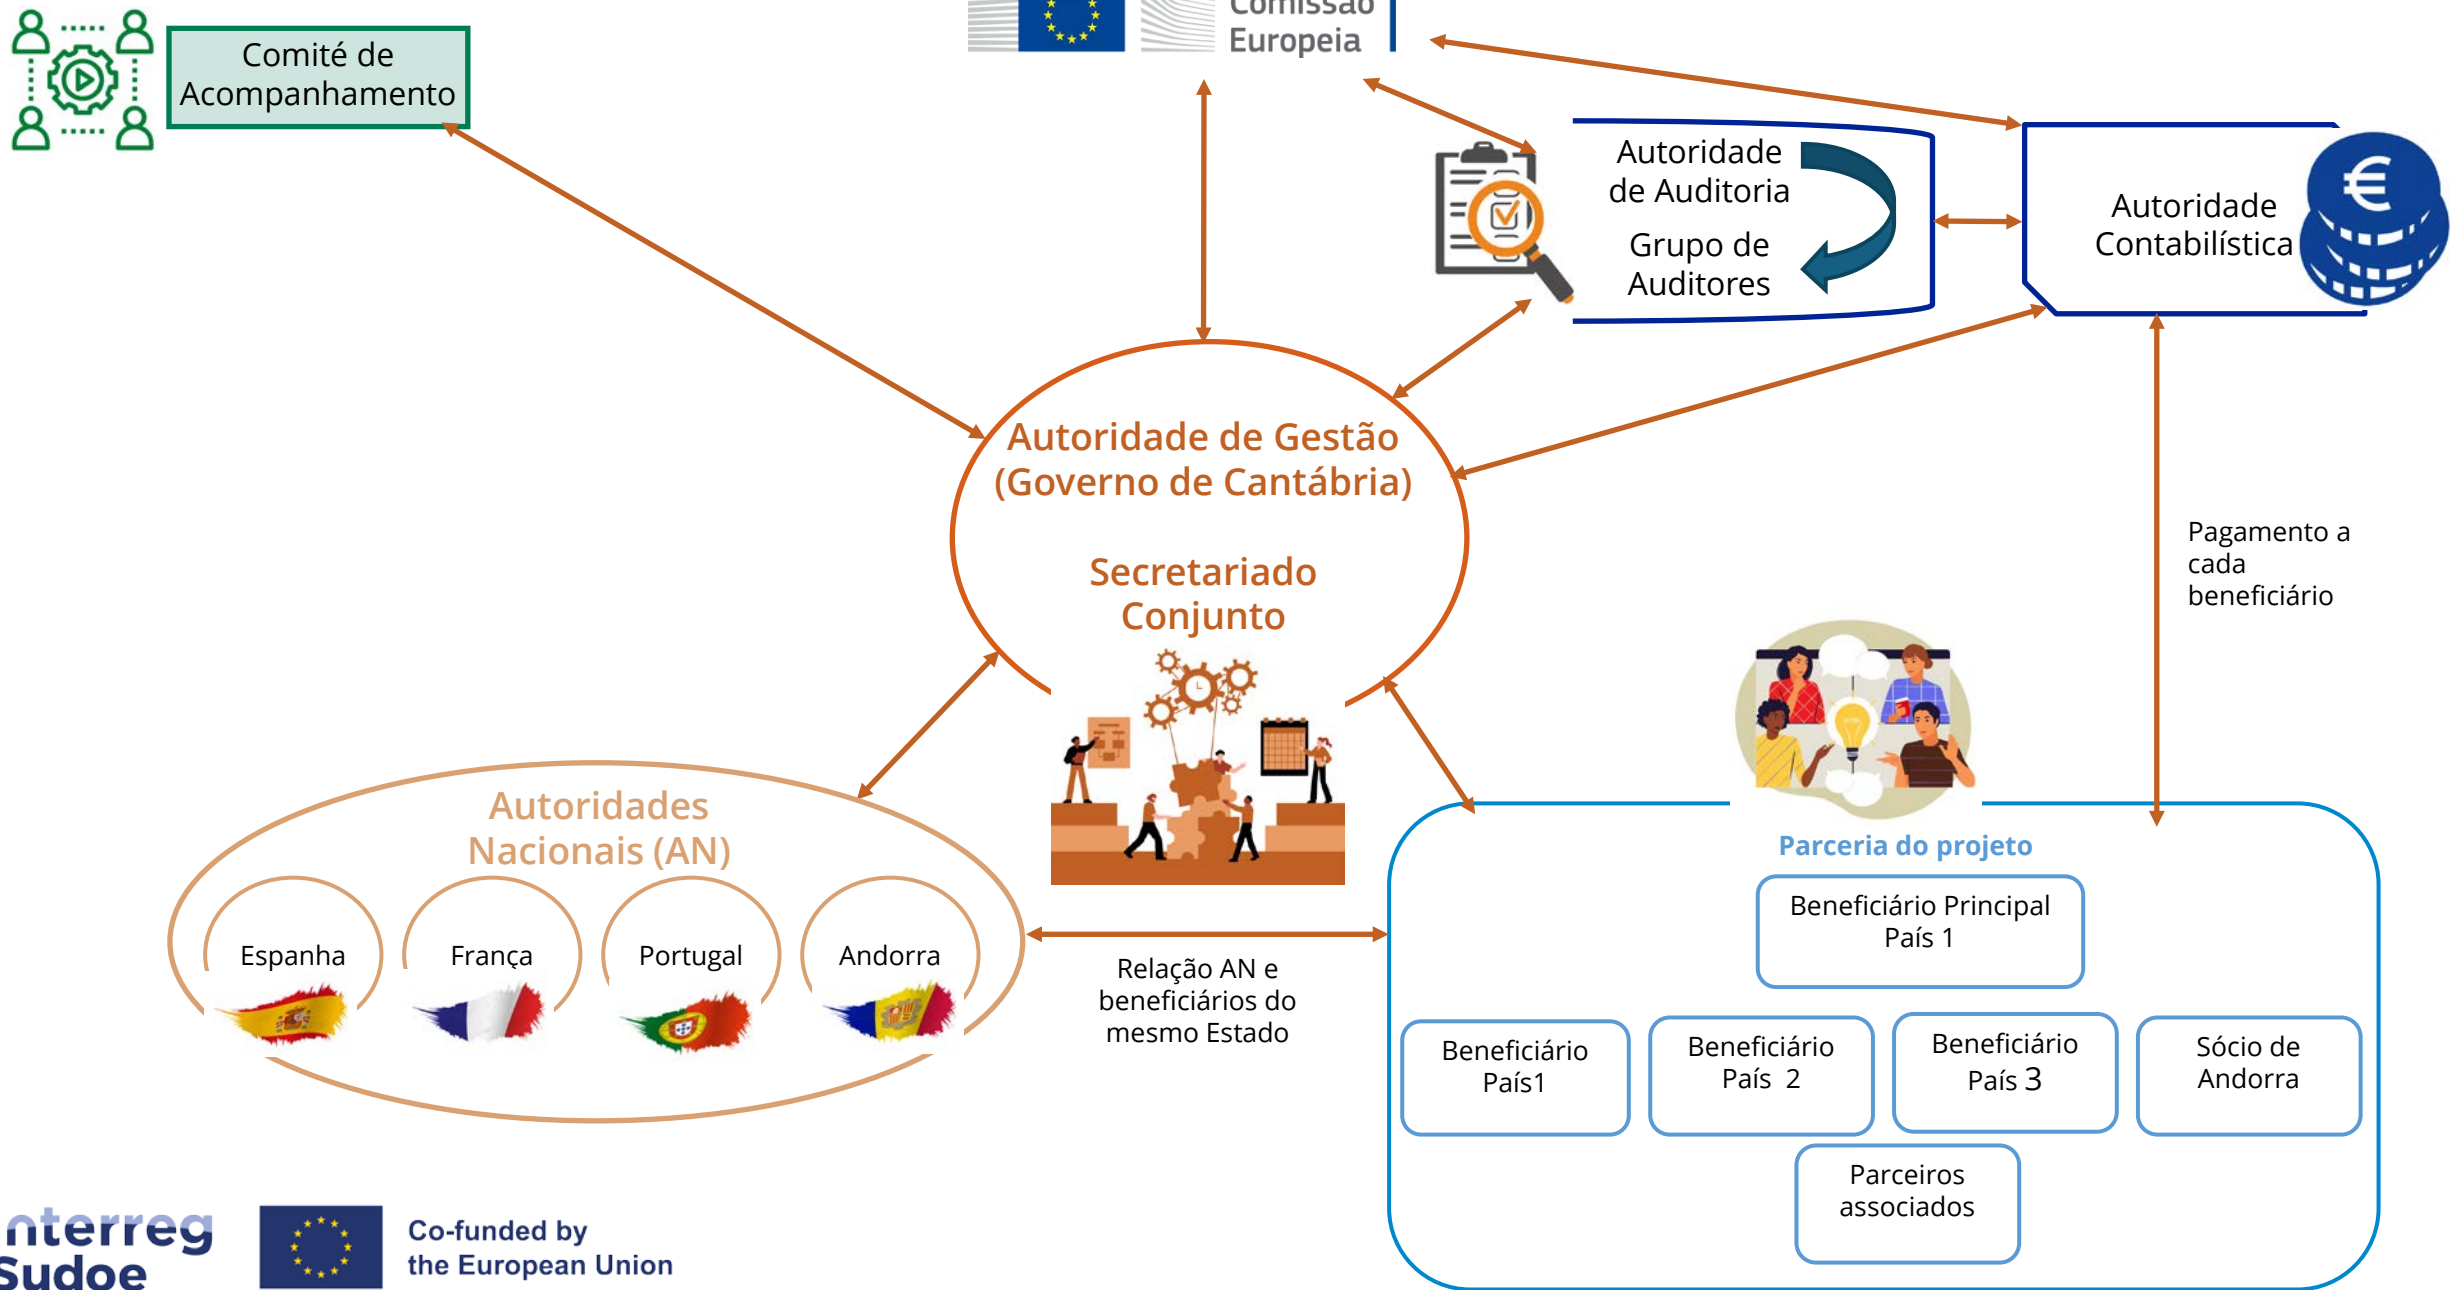 Comissão
Europeia
Comité de
Acompanhamento
Autoridade
de Auditoria
Grupo de
Auditores
Autoridade
Contabilística
Autoridade de Gestão
(Governo de Cantábria)
Secretariado
Conjunto
Pagamento a
cada
beneficiário
Autoridades
Nacionais (AN)
Espanha
França
Portugal
Andorra
Relação AN e
beneficiários do
mesmo Estado
Parceria do projeto
Beneficiário Principal
País 1
Beneficiário
País1
Beneficiário
País 2
Beneficiário
País 3
Sócio de
Andorra
Parceiros
associados
nterreg
Sudoe
Co-funded by
the European Union